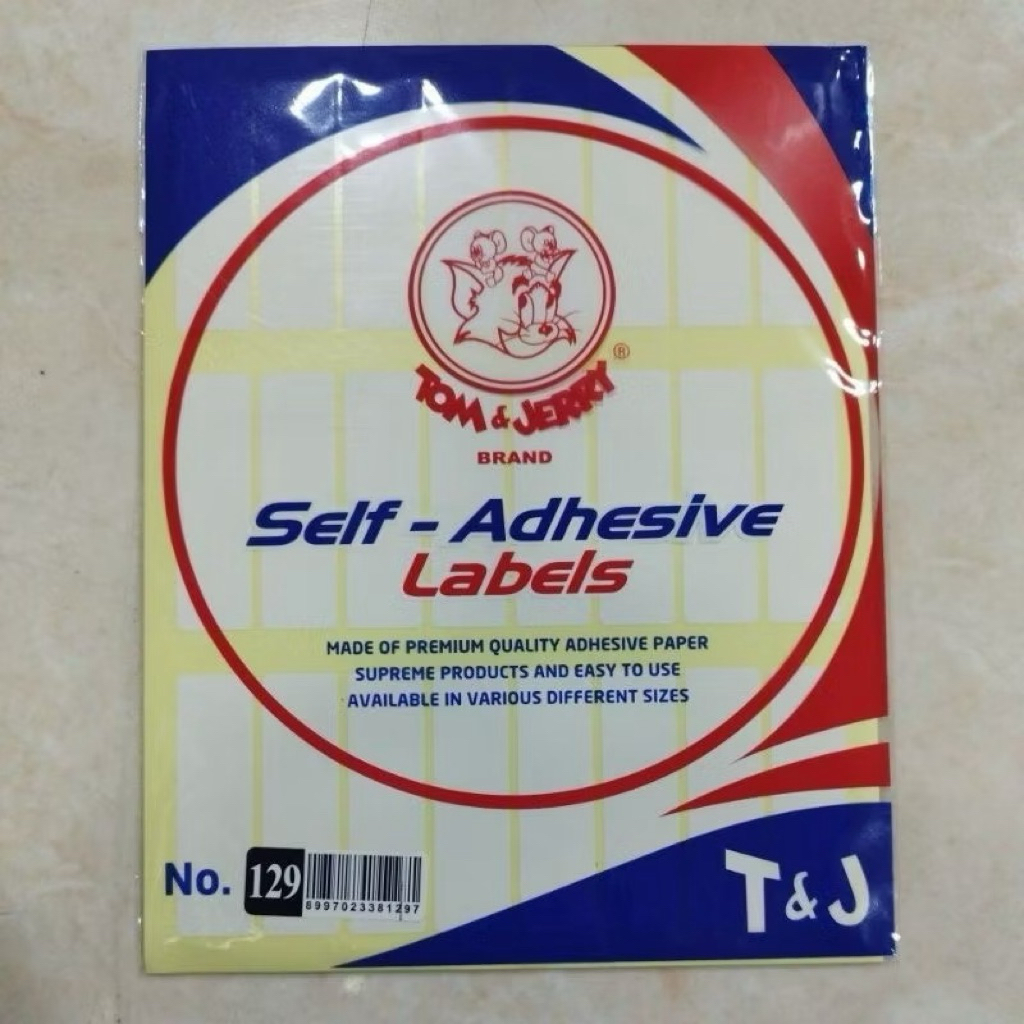 TOM & JERRY ®
BRAND
Self - Adhesive
Labels
MADE OF PREMIUM QUALITY ADHESIVE PAPER
SUPREME PRODUCTS AND EASY TO USE
AVAILABLE IN VARIOUS DIFFERENT SIZES
No. 129
8997023381297
T & J